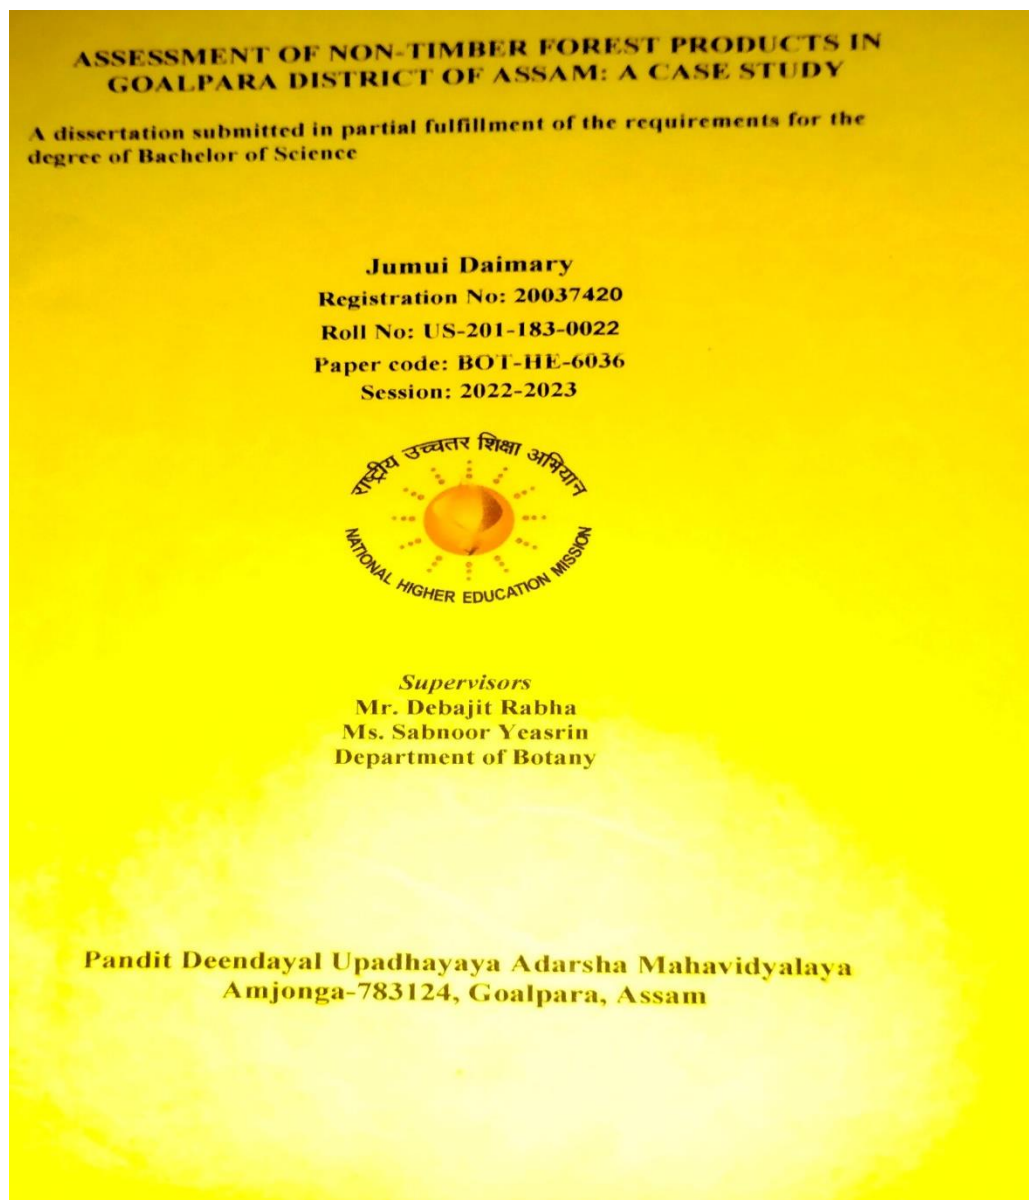 ASSESSMENT OF NON-TIMBER FOREST PRODUCTS IN
GOALPARA DISTRICT OF ASSAM: A CASE STUDY
A dissertation submitted in partial fulfillment of the requirements for the
degree of Bachelor of Science
Jumui Daimary
Registration No: 20037420
Roll No: US-201-183-0022
Paper code: BOT-HE-6036
Session: 2022-2023
राष्ट्रीय उच्चतर शिक्षा अभियान
NATIONAL HIGHER EDUCATION MISSION
Supervisors
Mr. Debajit Rabha
Ms. Sabnoor Yeasrin
Department of Botany
Pandit Deendayal Upadhayaya Adarsha Mahavidyalaya
Amjonga-783124, Goalpara, Assam